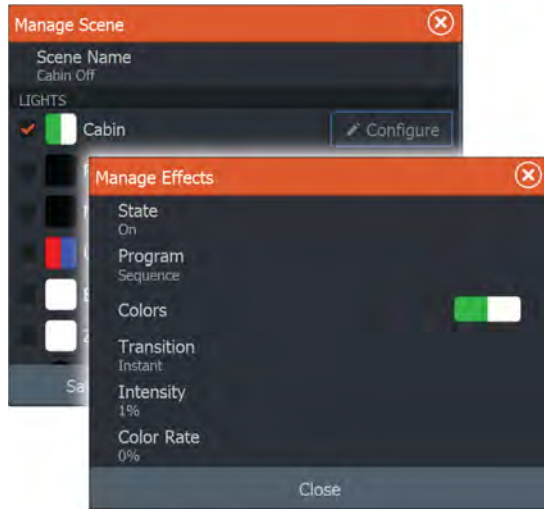 Manage Scene
Scene Name
Cabin Off
LIGHTS
Cabin
Configure
Manage Effects
State
On
Program
Sequence
Colors
Transition
Instant
Intensity
1%
Color Rate
0%
Close